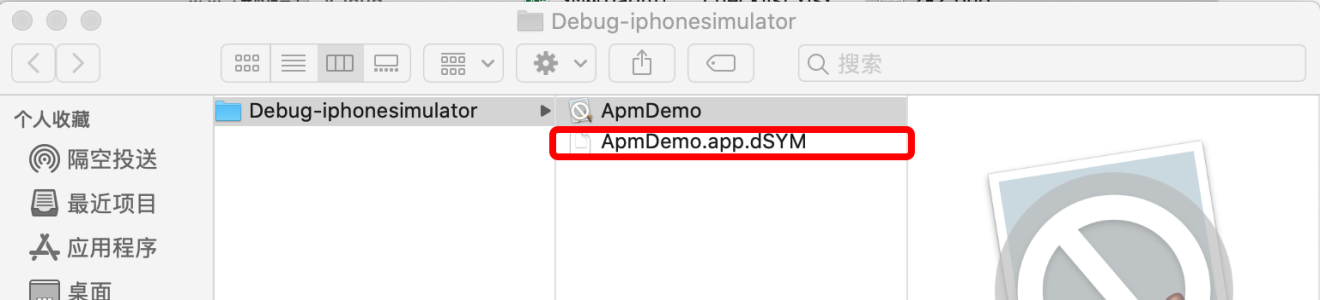 Debug-iphonesimulator
搜索
个人收藏
Debug-iphonesimulator
ApmDemo
ApmDemo.app.dSYM
隔空投送
最近项目
应用程序
桌面